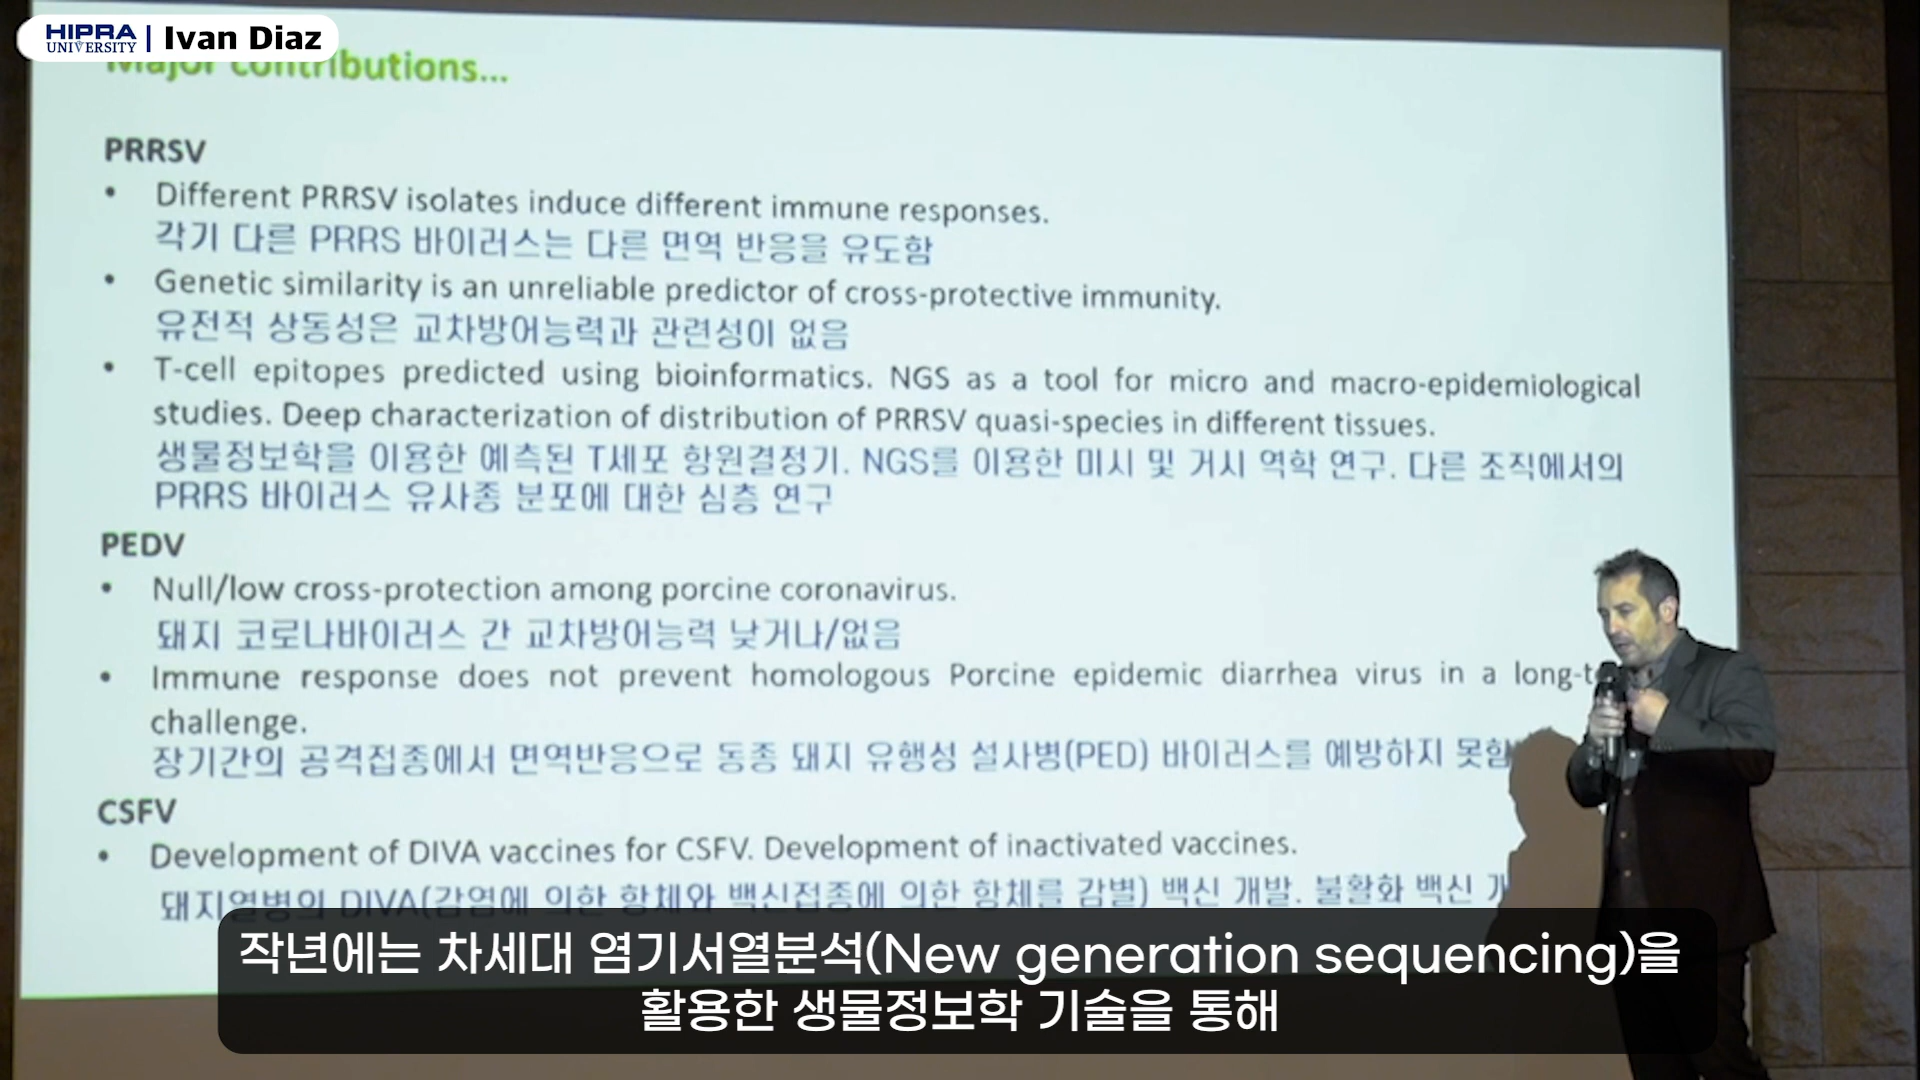 HIPRA
UNIVERSITY | Ivan Diaz
Major contributions...
PRRSV
• Different PRRSV isolates induce different immune responses.
각기 다른 PRRS 바이러스는 다른 면역 반응을 유도함
• Genetic similarity is an unreliable predictor of cross-protective immunity.
유전적 상동성은 교차방어능력과 관련성이 없음
• T-cell epitopes predicted using bioinformatics. NGS as a tool for micro and macro-epidemiological
studies. Deep characterization of distribution of PRRSV quasi-species in different tissues.
생물정보학을 이용한 예측된 T세포 항원결정기. NGS를 이용한 미시 및 거시 역학 연구. 다른 조직에서의
PRRS 바이러스 유사종 분포에 대한 심층 연구
PEDV
• Null/low cross-protection among porcine coronavirus.
돼지 코로나바이러스 간 교차방어능력 낮거나/없음
• Immune response does not prevent homologous Porcine epidemic diarrhea virus in a long-t
challenge.
장기간의 공격접종에서 면역반응으로 동종 돼지 유행성 설사병(PED) 바이러스를 예방하지 못함
CSFV
• Development of DIVA vaccines for CSFV. Development of inactivated vaccines.
돼지열병의 DIVA(감염에 의한 항체와 백신접종에 의한 항체를 감별) 백신 개발. 불활화 백신 개
작년에는 차세대 염기서열분석(New generation sequencing)을
활용한 생물정보학 기술을 통해